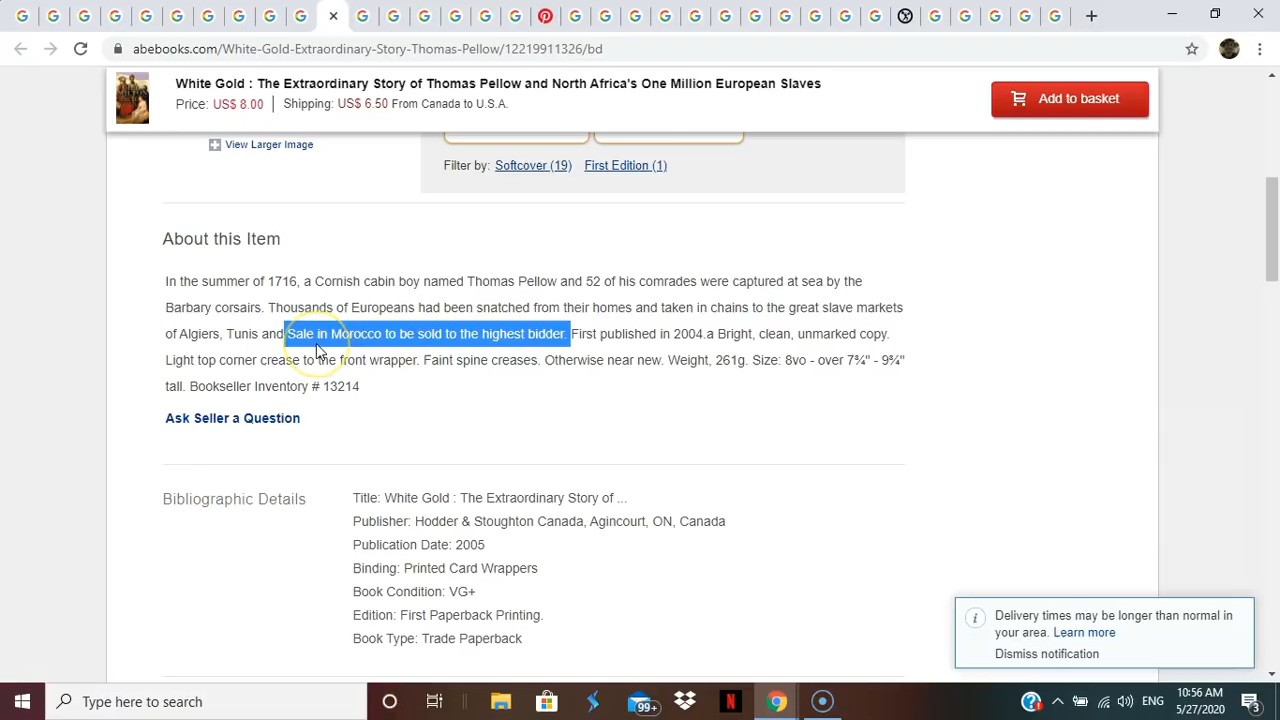 abebooks.com/White-Gold-Extraordinary-Story-Thomas-Pellow/12219911326/bd
White Gold : The Extraordinary Story of Thomas Pellow and North Africa's One Million European Slaves
Price: US$ 8.00 | Shipping: US$ 6.50 From Canada to U.S.A.
Add to basket
View Larger Image
Filter by: Softcover (19) First Edition (1)
About this Item
In the summer of 1716, a Cornish cabin boy named Thomas Pellow and 52 of his comrades were captured at sea by the
Barbary corsairs. Thousands of Europeans had been snatched from their homes and taken in chains to the great slave markets
of Algiers, Tunis and Sale in Morocco to be sold to the highest bidder. First published in 2004.a Bright, clean, unmarked copy.
Light top corner crease to the front wrapper. Faint spine creases. Otherwise near new. Weight, 261g. Size: 8vo - over 7¾" - 9¾"
tall. Bookseller Inventory # 13214
Ask Seller a Question
Bibliographic Details
Title: White Gold : The Extraordinary Story of ...
Publisher: Hodder & Stoughton Canada, Agincourt, ON, Canada
Publication Date: 2005
Binding: Printed Card Wrappers
Book Condition: VG+
Edition: First Paperback Printing.
Book Type: Trade Paperback
Delivery times may be longer than normal in
your area. Learn more
Dismiss notification
Type here to search
99+
ENG
10:56 AM
5/27/2020
3